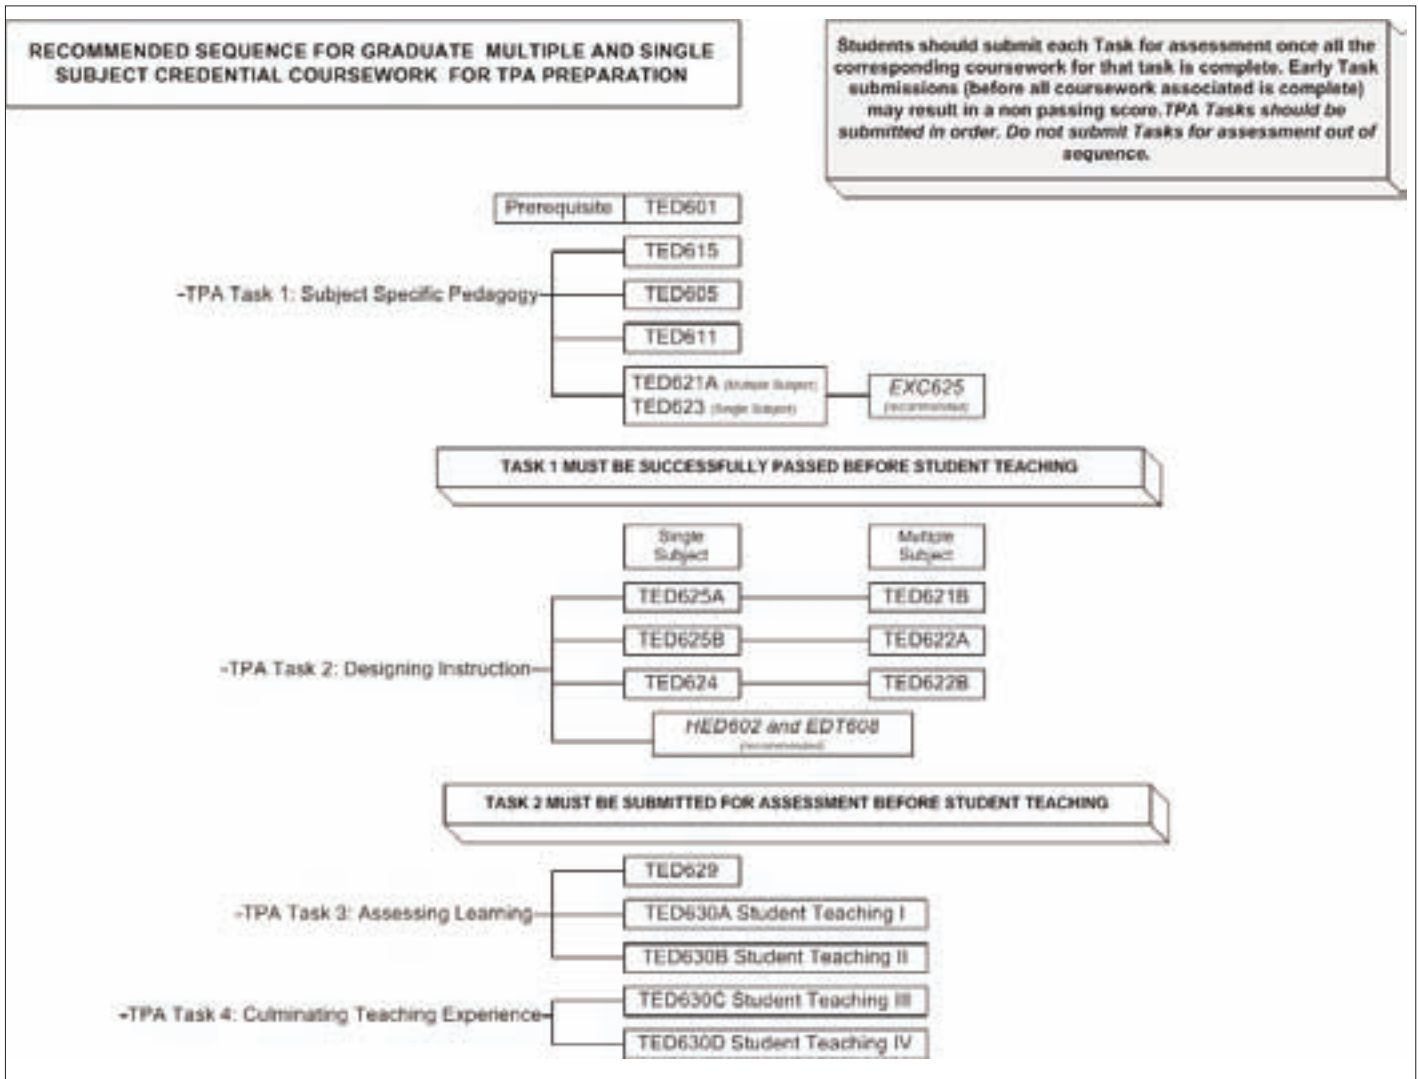 RECOMMENDED SEQUENCE FOR GRADUATE MULTIPLE AND SINGLE
SUBJECT CREDENTIAL COURSEWORK FOR TPA PREPARATION
Students should submit each Task for assessment once all the
corresponding coursework for that task is complete. Early Task
submissions (before all coursework associated is complete)
may result in a non passing score. TPA Tasks should be
submitted in order. Do not submit Tasks for assessment out of
sequence.
Prerequisite TED601
TED615
-TPA Task 1: Subject Specific Pedagogy
TED605
TED611
TED621A (Multiple Subject)
TED623 (Single Subject)
EXC625
(recommended)
TASK 1 MUST BE SUCCESSFULLY PASSED BEFORE STUDENT TEACHING
Single
Subject
Multiple
Subject
TED625A TED621B
TED625B TED622A
-TPA Task 2: Designing Instruction
TED624 TED622B
HED602 and EDT608
(recommended)
TASK 2 MUST BE SUBMITTED FOR ASSESSMENT BEFORE STUDENT TEACHING
TED629
-TPA Task 3: Assessing Learning
TED630A Student Teaching I
TED630B Student Teaching II
TED630C Student Teaching III
-TPA Task 4: Culminating Teaching Experience
TED630D Student Teaching IV